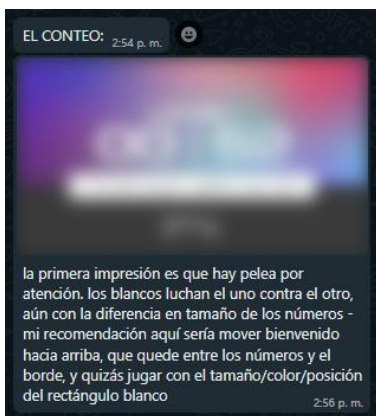 EL CONTEO: 2:54 p. m.
la primera impresión es que hay pelea por
atención. los blancos luchan el uno contra el otro,
aún con la diferencia en tamaño de los números -
mi recomendación aquí sería mover bienvenido
hacia arriba, que quede entre los números y el
borde, y quizás jugar con el tamaño/color/posición
del rectángulo blanco
2:56 p. m.